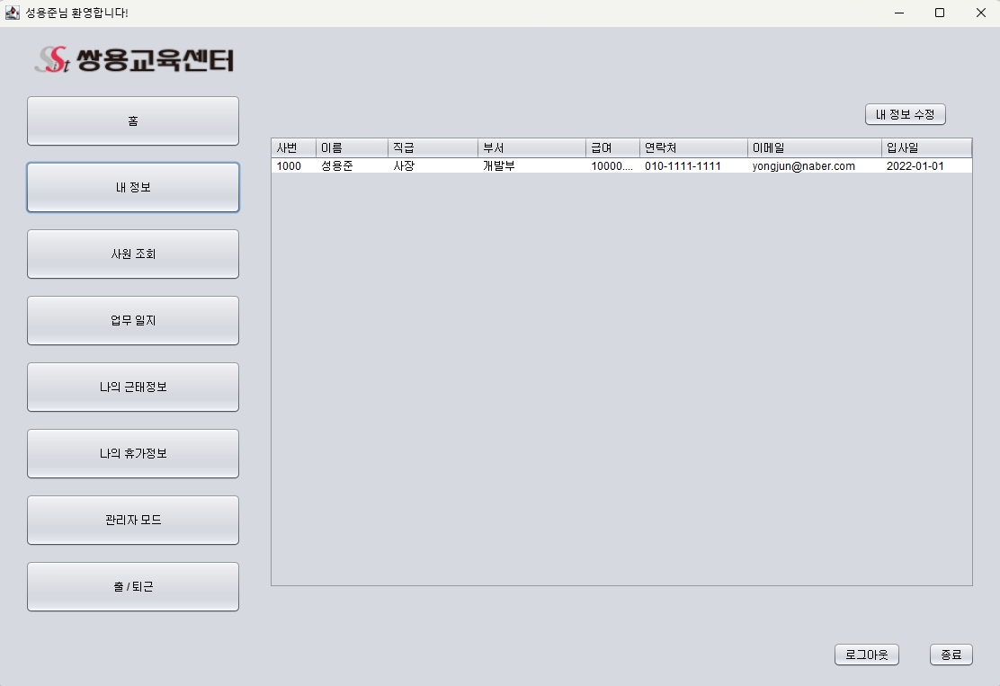 성용준님 환영합니다!
SSt 쌍용교육센터
홈
내 정보
사원 조회
업무 일지
나의 근태정보
나의 휴가정보
관리자 모드
출 / 퇴근
내 정보 수정
사번 이름 직급 부서 급여 연락처 이메일 입사일
1000 성용준 사장 개발부 10000.... 010-1111-1111 yongjun@naber.com 2022-01-01
로그아웃 종료